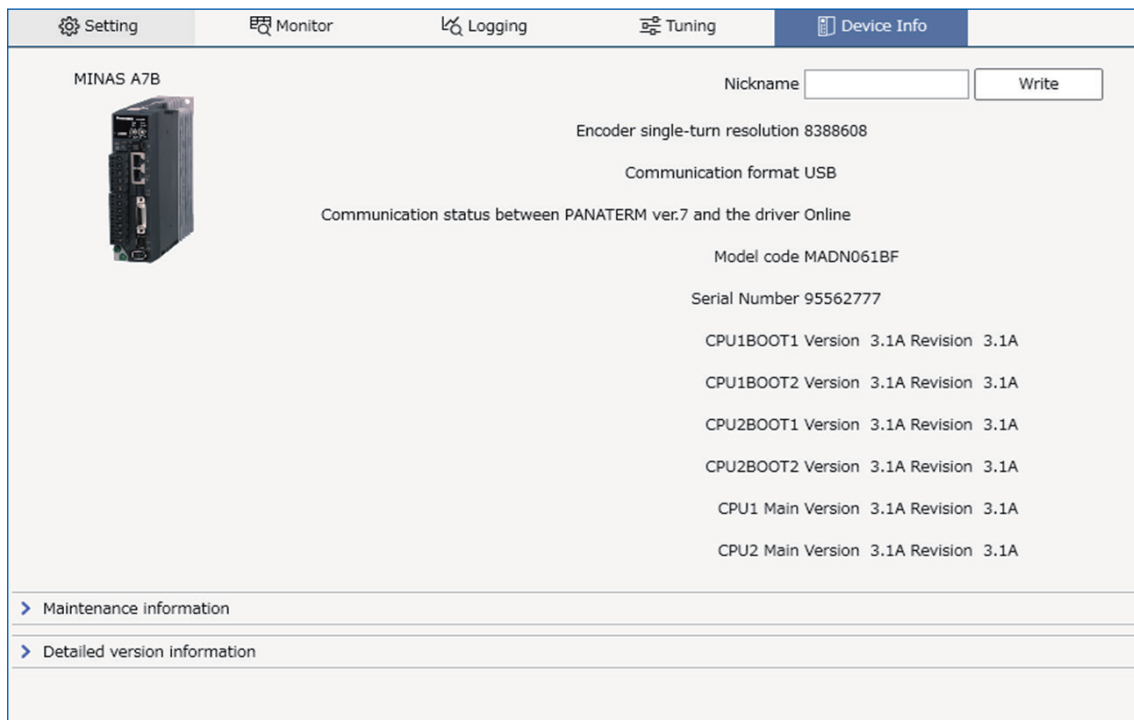 Setting Monitor Logging Tuning Device Info
MINAS A7B
Nickname Write
Encoder single-turn resolution 8388608
Communication format USB
Communication status between PANATERM ver.7 and the driver Online
Model code MADN061BF
Serial Number 95562777
CPU1BOOT1 Version 3.1A Revision 3.1A
CPU1BOOT2 Version 3.1A Revision 3.1A
CPU2BOOT1 Version 3.1A Revision 3.1A
CPU2BOOT2 Version 3.1A Revision 3.1A
CPU1 Main Version 3.1A Revision 3.1A
CPU2 Main Version 3.1A Revision 3.1A
Maintenance information
Detailed version information